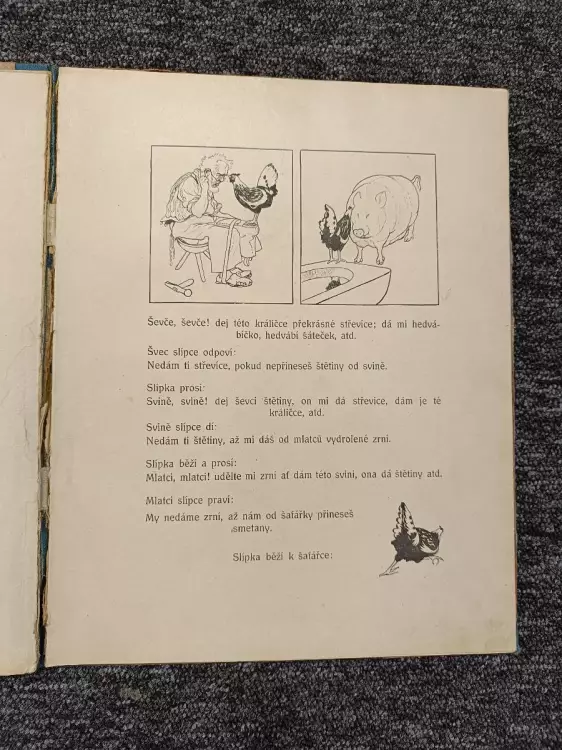 Ševče, ševče! dej této králičce překrásné střevíce; dá mi hedvá-
bíčko, hedvábí šáteček, atd.
Švec slipce odpoví:
Nedám ti střevíce, pokud nepřineseš štětiny od svině.
Slipka prosí:
Svině, svině! dej ševci štětiny, on mi dá střevíce, dám je té
králičce, atd.
Svině slipce dí:
Nedám ti štětiny, až mi dáš od mlatců vydrolené zrní.
Slipka běží a prosí:
Mlatci, mlatci! udělte mi zrní ať dám této svini, ona dá štětiny atd.
Mlatci slipce praví:
My nedáme zrní, až nám od šafářky přineseš
smetany.
Slipka běží k šafářce: